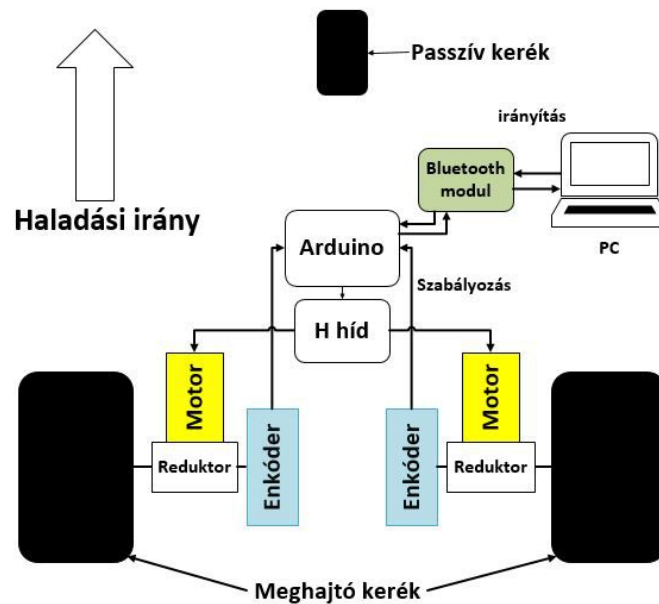 Passzív kerék
irányítás
Bluetooth
modul
Haladási irány
Arduino
PC
Szabályozás
H híd
Motor
Motor
Reduktor
Enkóder
Enkóder
Reduktor
Meghajtó kerék